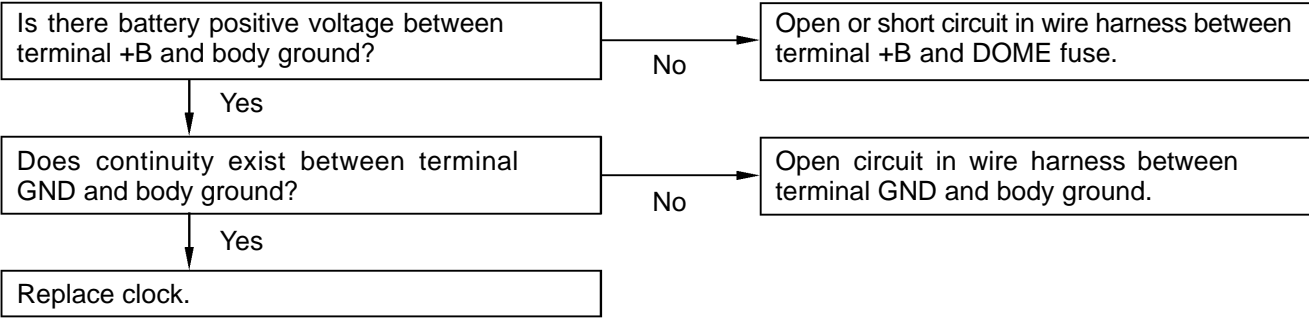 Is there battery positive voltage between
terminal +B and body ground?
No
Open or short circuit in wire harness between
terminal +B and DOME fuse.
Yes
Does continuity exist between terminal
GND and body ground?
No
Open circuit in wire harness between
terminal GND and body ground.
Yes
Replace clock.